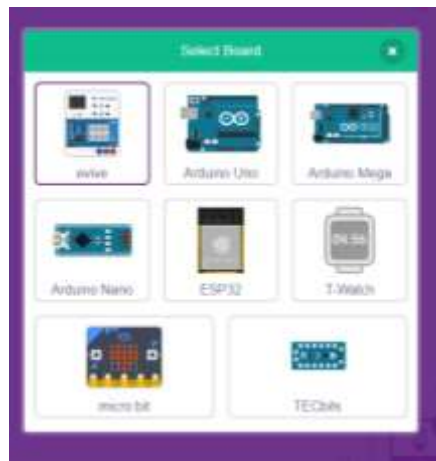 Select Board
evive
Arduino Uno
Arduino Mega
Arduino Nano
ESP32
T-Watch
micro bit
TECbits